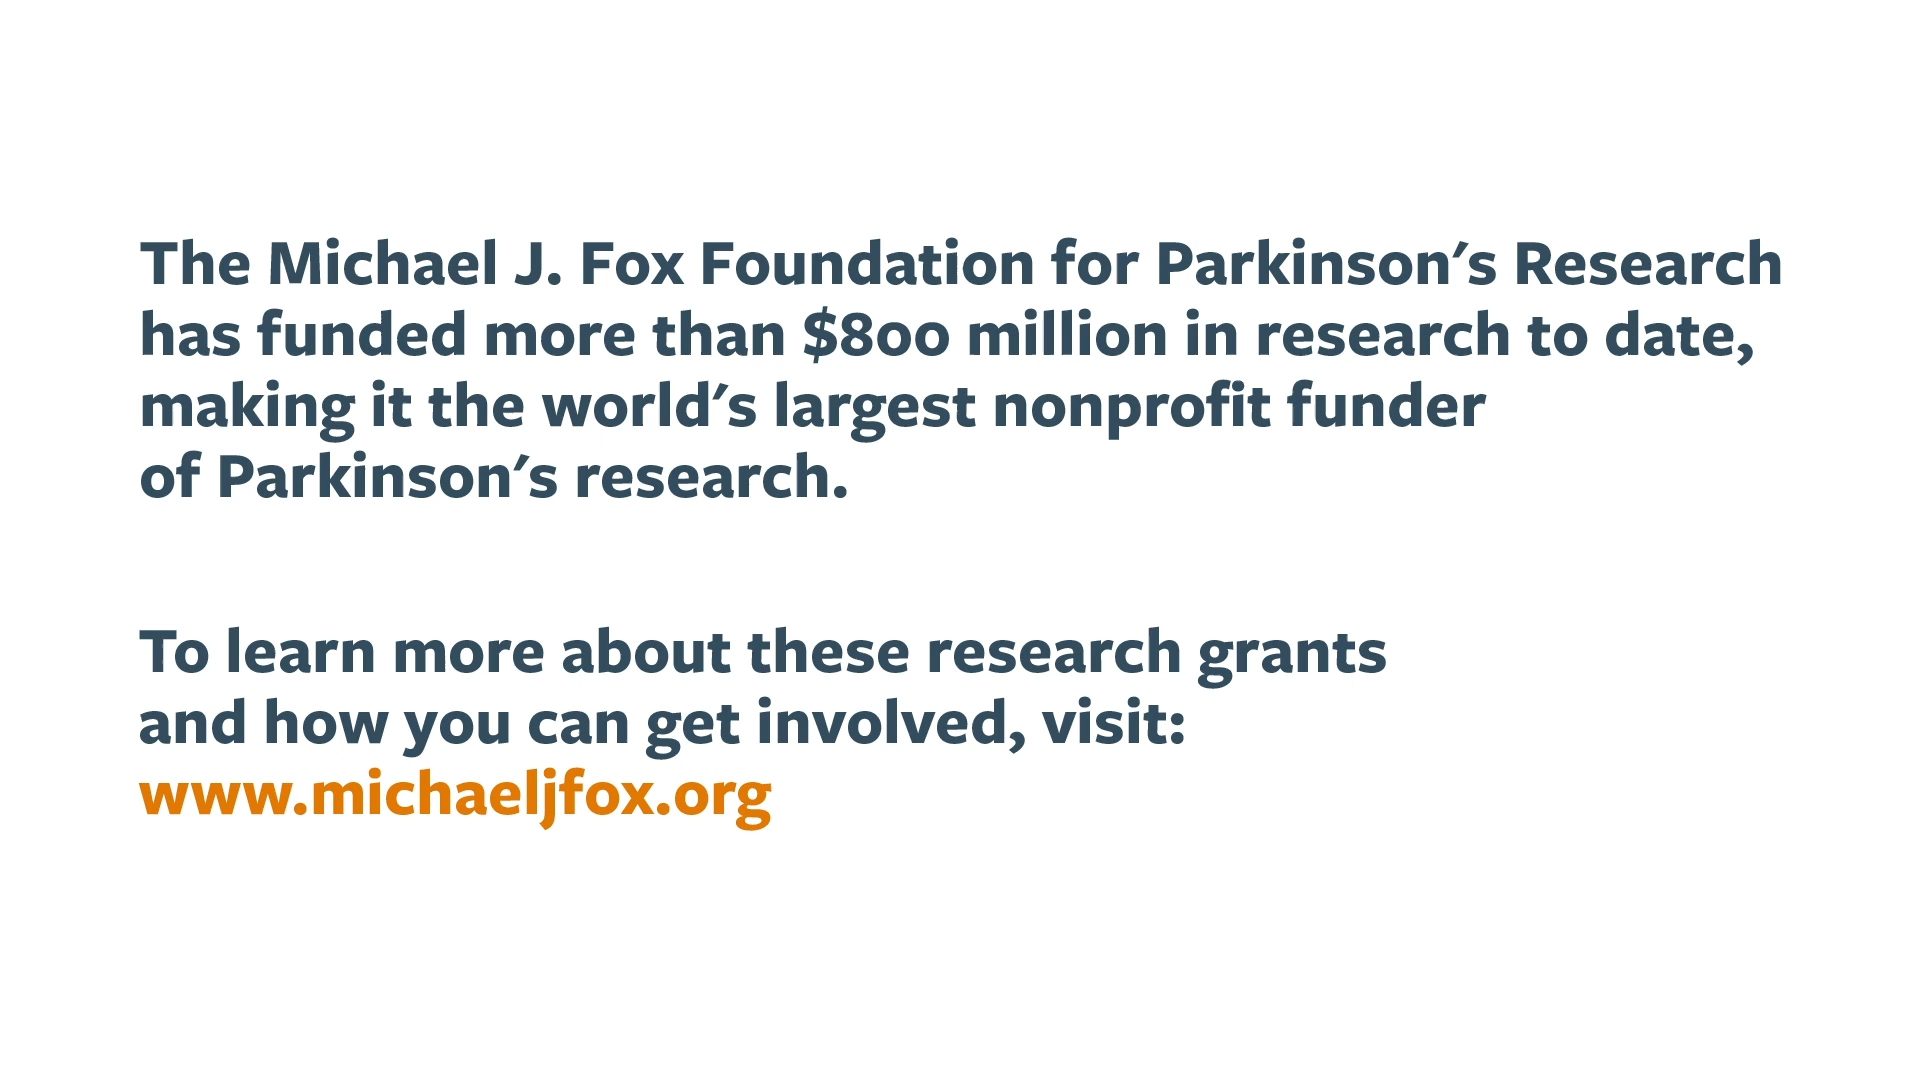 The Michael J. Fox Foundation for Parkinson's Research
has funded more than $800 million in research to date,
making it the world's largest nonprofit funder
of Parkinson's research.
To learn more about these research grants
and how you can get involved, visit:
www.michaeljfox.org